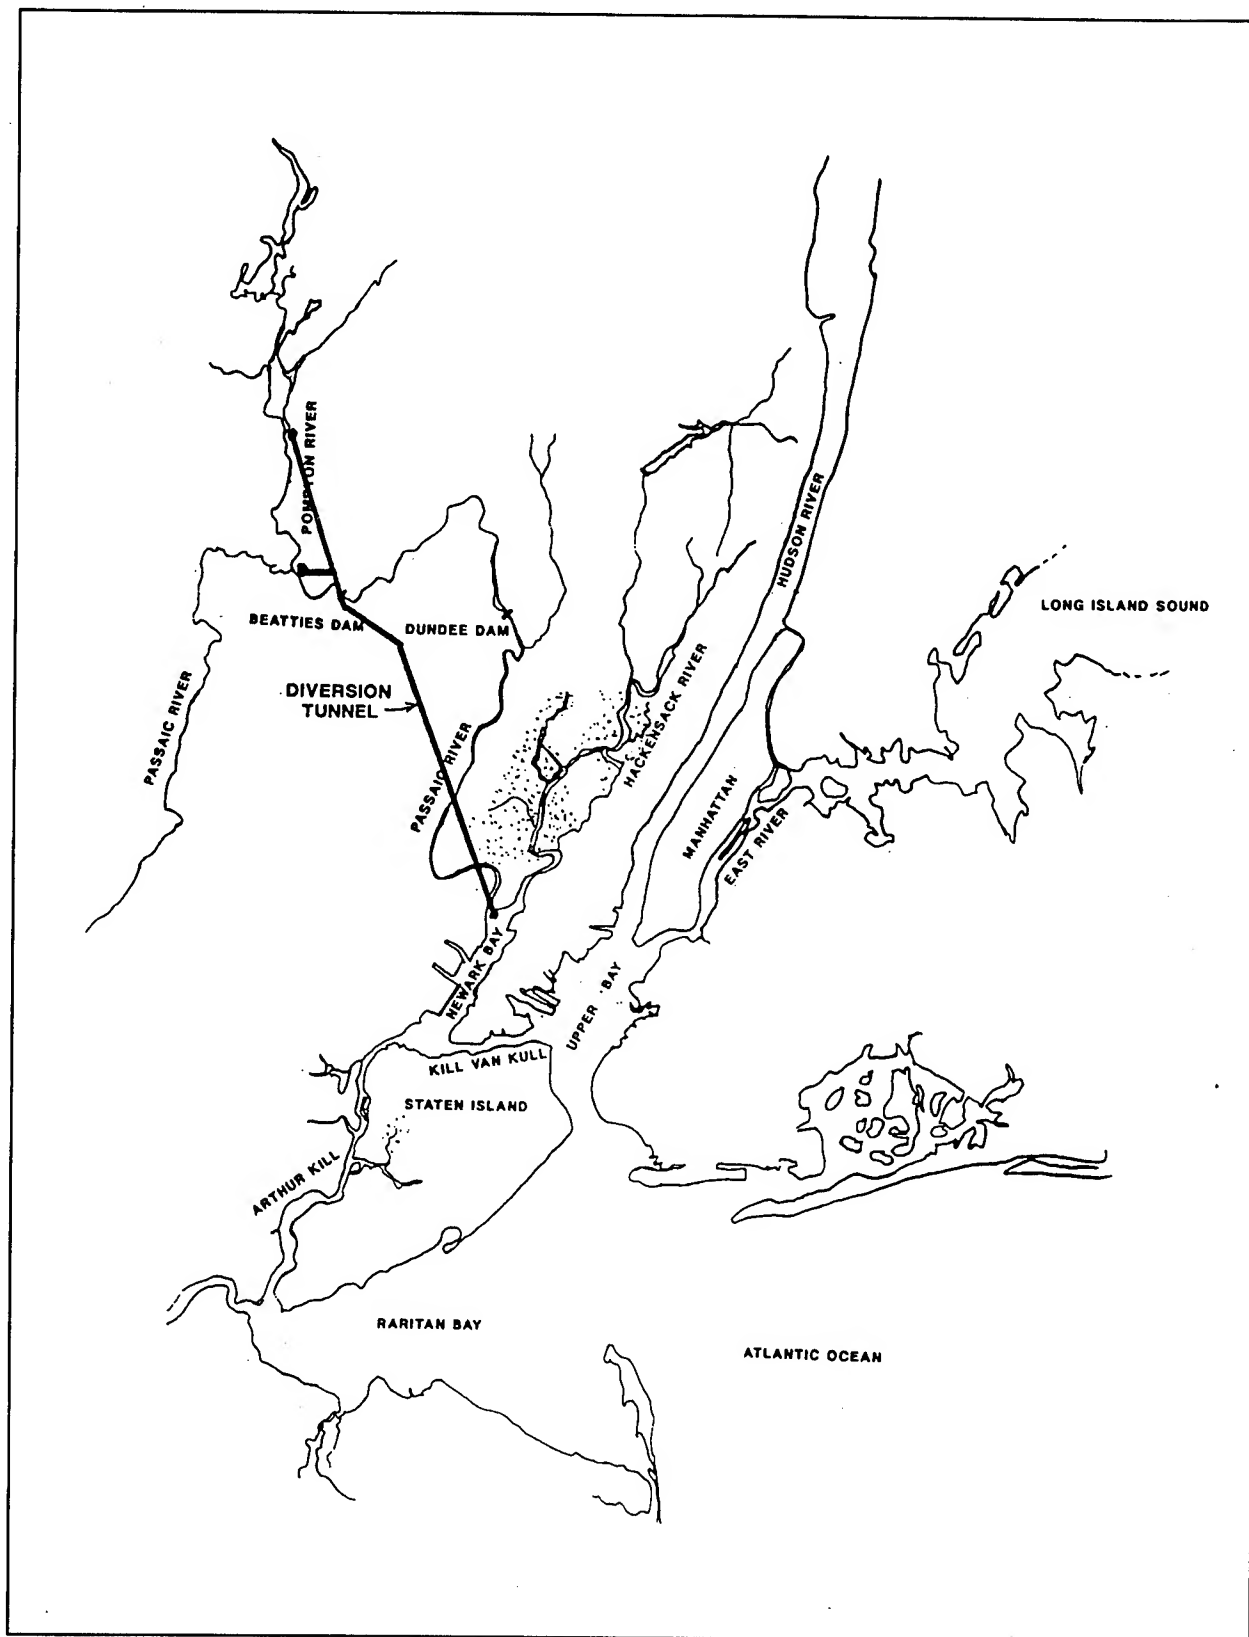 POMPTON RIVER
HUDSON RIVER
LONG ISLAND SOUND
BEATTIES DAM
DUNDEE DAM
PASSAIC RIVER
DIVERSION
TUNNEL
PASSAIC RIVER
HACKENSACK RIVER
MANHATTAN
EAST RIVER
NEWARK BAY
UPPER BAY
KILL VAN KULL
STATEN ISLAND
ARTHUR KILL
RARITAN BAY
ATLANTIC OCEAN